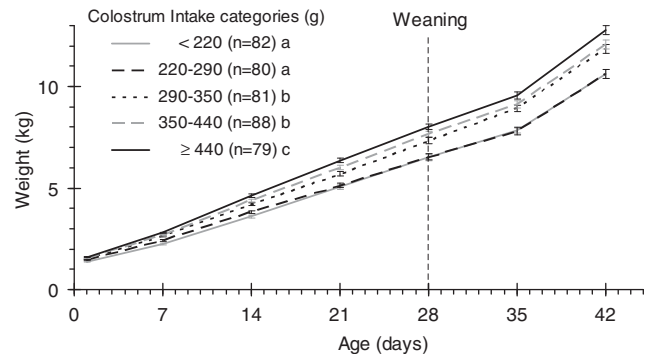 Colostrum Intake categories (g)
< 220 (n=82) a
220-290 (n=80) a
290-350 (n=81) b
350-440 (n=88) b
≥ 440 (n=79) c
Weaning
Weight (kg)
10
5
0
0 7 14 21 28 35 42
Age (days)